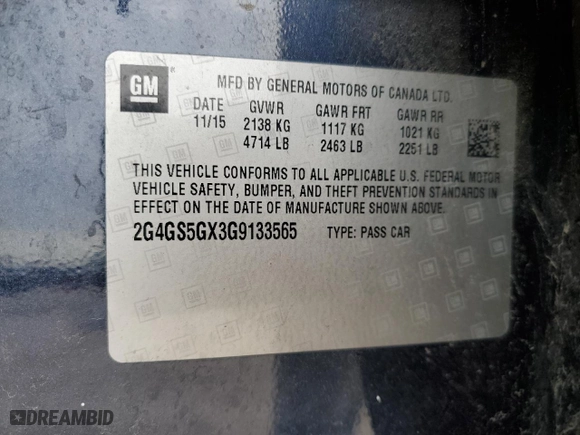 GM
MFD BY GENERAL MOTORS OF CANADA LTD.
DATE GVWR GAWR FRT GAWR RR
11/15 2138 KG 1117 KG 1021 KG
4714 LB 2463 LB 2251 LB
THIS VEHICLE CONFORMS TO ALL APPLICABLE U.S. FEDERAL MOTOR
VEHICLE SAFETY, BUMPER, AND THEFT PREVENTION STANDARDS IN
EFFECT ON THE DATE OF MANUFACTURE SHOWN ABOVE.
2G4GS5GX3G9133565 TYPE: PASS CAR
DREAMBID